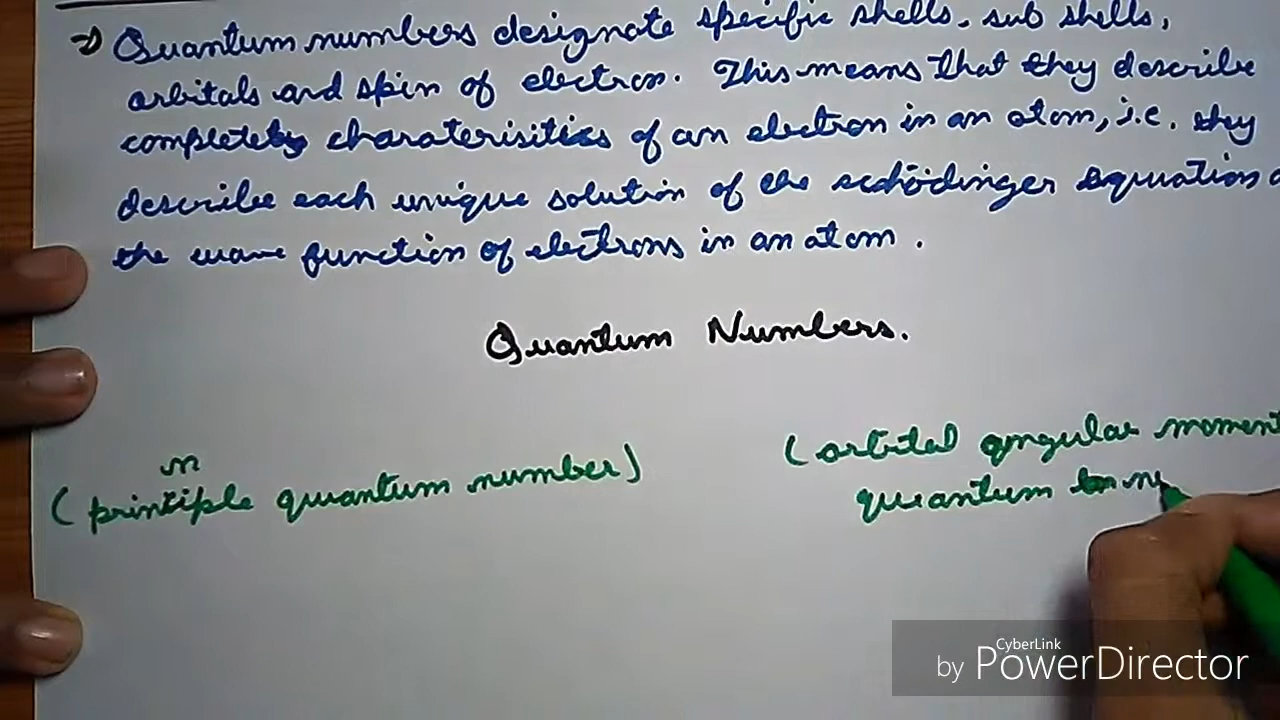 → Quantum numbers designate specific shells, sub shells,
orbitals and spin of electron. This means that they describe
completely charateristics of an electron in an atom, i.e. they
describe each unique solution of the schödinger equation
the wave function of electrons in an atom.
Quantum Numbers.
n
(principle quantum number)
(orbital angular moment
quantum
CyberLink
by PowerDirector